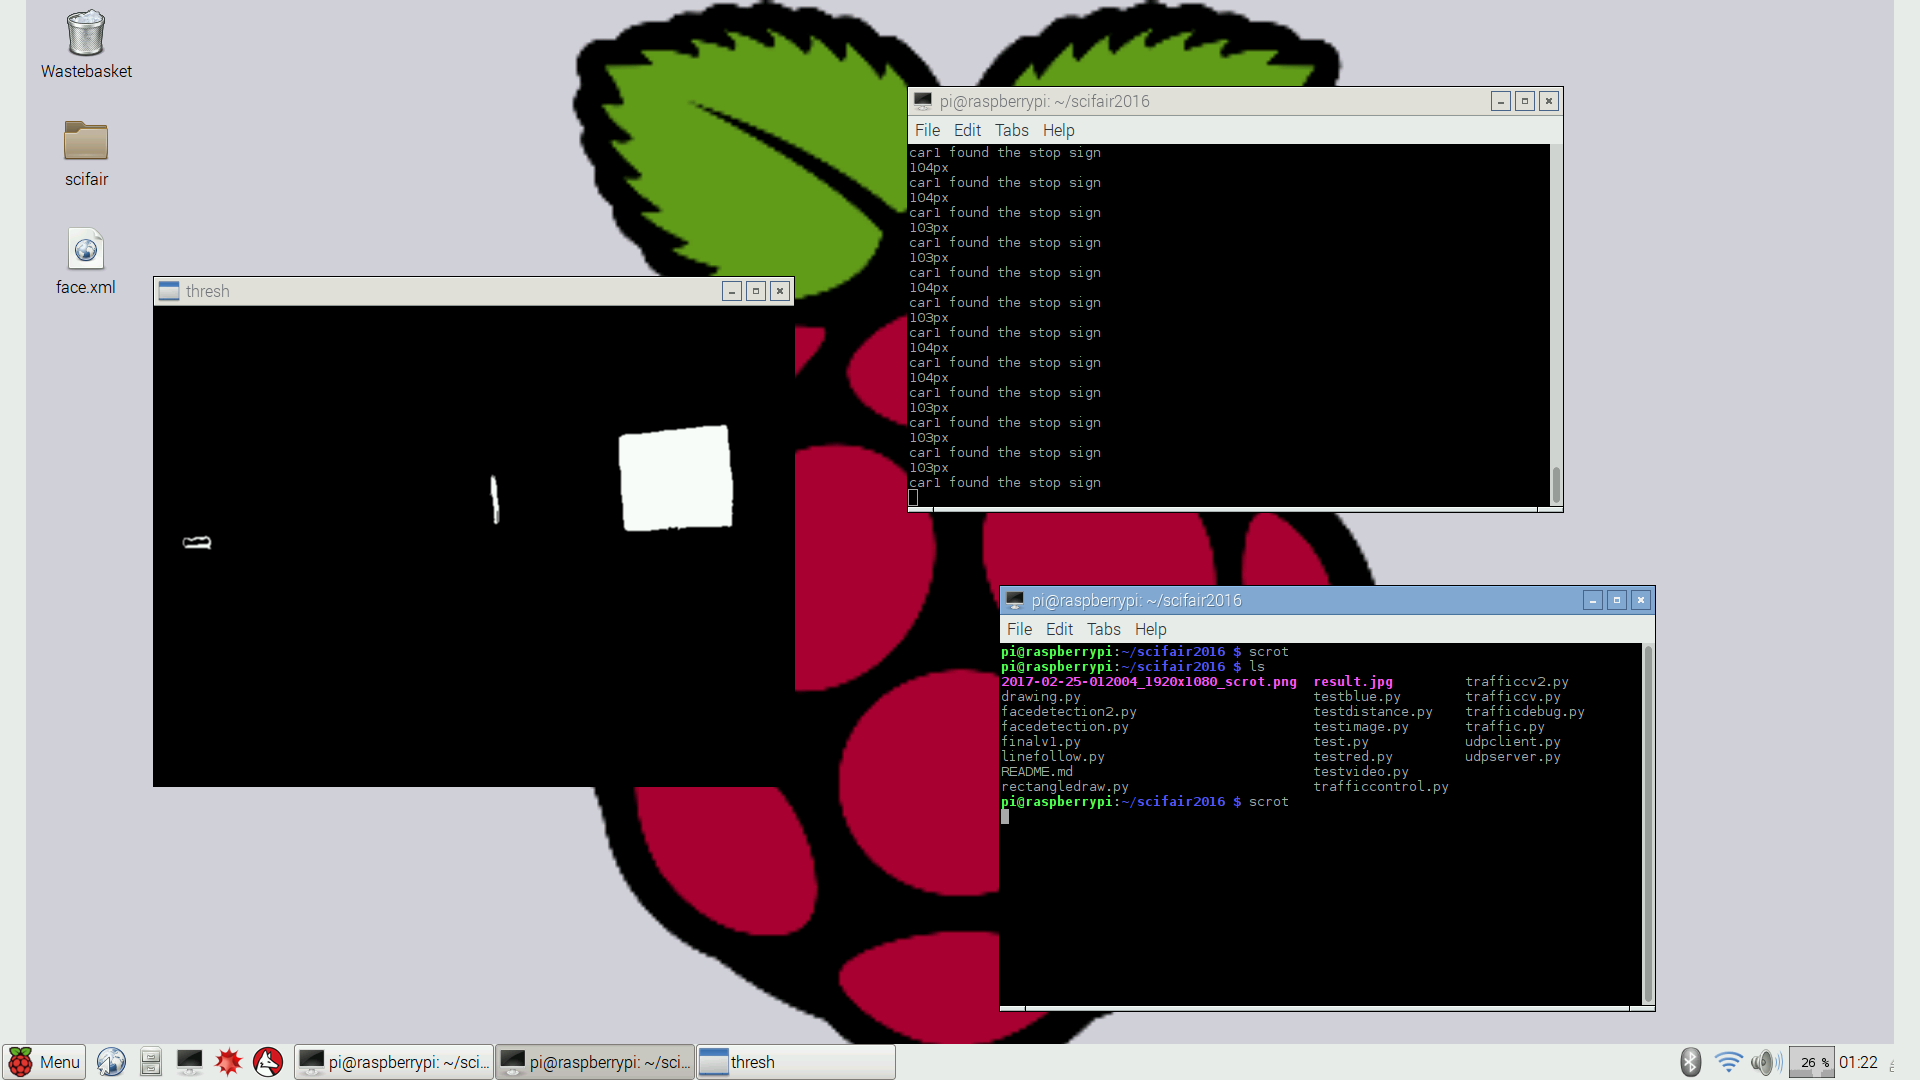 Wastebasket
scifair
face.xml
thresh
pi@raspberrypi: ~/scifair2016
File Edit Tabs Help
carl found the stop sign
104px
carl found the stop sign
104px
carl found the stop sign
103px
carl found the stop sign
103px
carl found the stop sign
104px
carl found the stop sign
103px
carl found the stop sign
104px
carl found the stop sign
104px
carl found the stop sign
103px
carl found the stop sign
103px
carl found the stop sign
103px
carl found the stop sign
pi@raspberrypi: ~/scifair2016
File Edit Tabs Help
pi@raspberrypi:~/scifair2016 $ scrot
pi@raspberrypi:~/scifair2016 $ ls
2017-02-25-012004_1920x1080_scrot.png result.jpg trafficcv2.py
drawing.py testblue.py trafficcv.py
facedetection2.py testdistance.py trafficdebug.py
facedetection.py testimage.py traffic.py
finalv1.py test.py udpclient.py
linefollow.py testred.py udpserver.py
README.md testvideo.py
rectangledraw.py trafficcontrol.py
pi@raspberrypi:~/scifair2016 $ scrot
Menu pi@raspberrypi: ~/sci... pi@raspberrypi: ~/sci... thresh 26 % 01:22